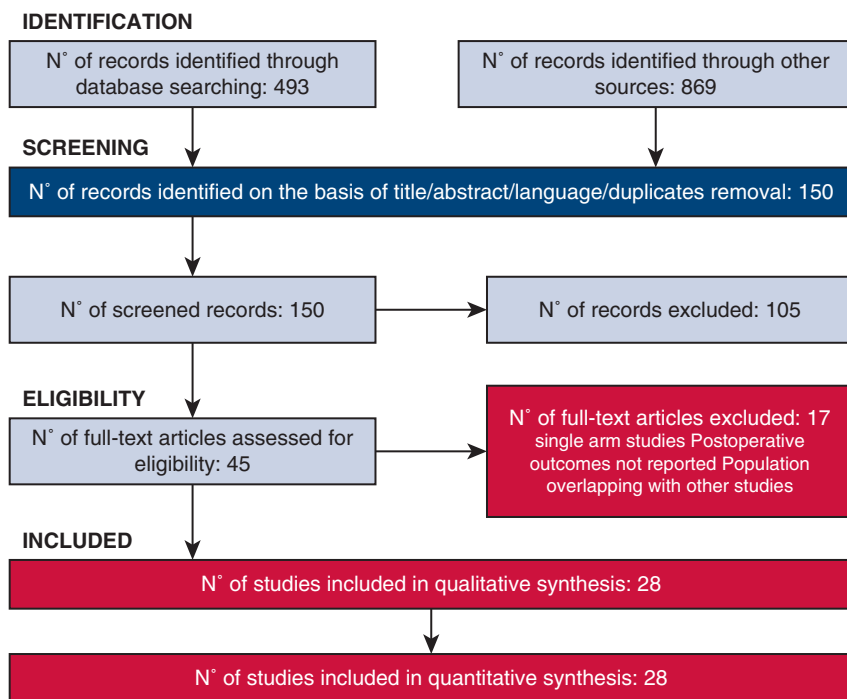 IDENTIFICATION
N° of records identified through
database searching: 493
N° of records identified through other
sources: 869
SCREENING
N° of records identified on the basis of title/abstract/language/duplicates removal: 150
N° of screened records: 150
N° of records excluded: 105
ELIGIBILITY
N° of full-text articles assessed for
eligibility: 45
N° of full-text articles excluded: 17
single arm studies Postoperative
outcomes not reported Population
overlapping with other studies
INCLUDED
N° of studies included in qualitative synthesis: 28
N° of studies included in quantitative synthesis: 28